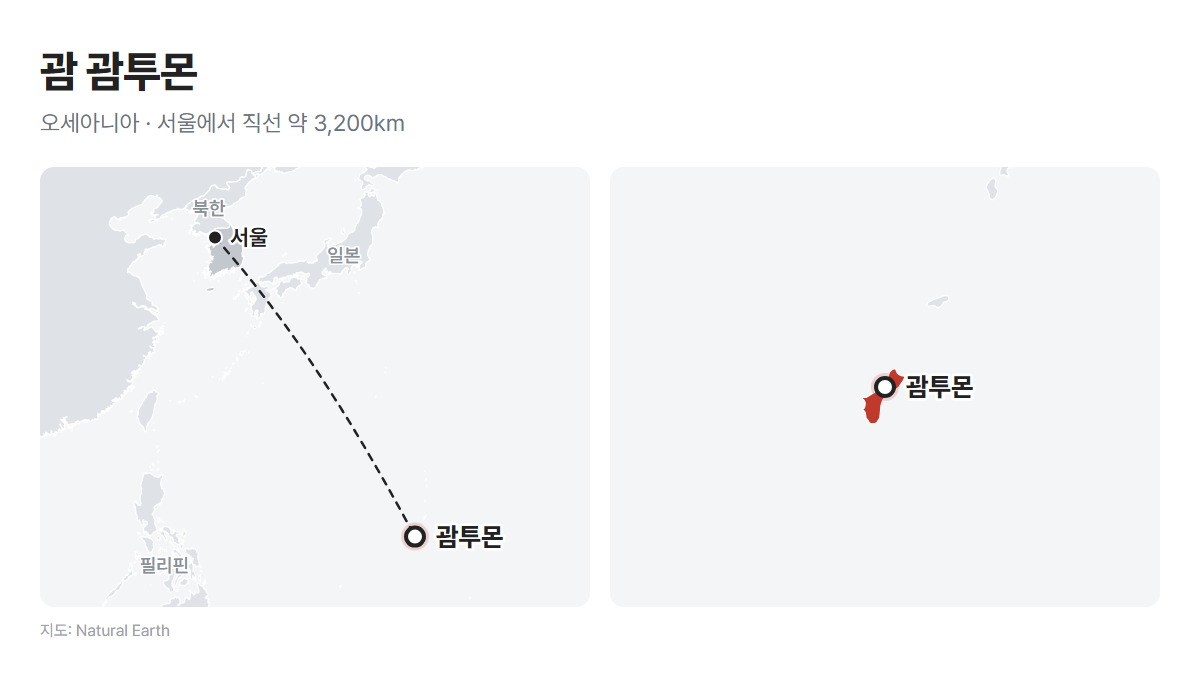 괌 괌투몬
오세아니아 · 서울에서 직선 약 3,200km
북한
서울
일본
괌투몬
필리핀
괌투몬
지도: Natural Earth